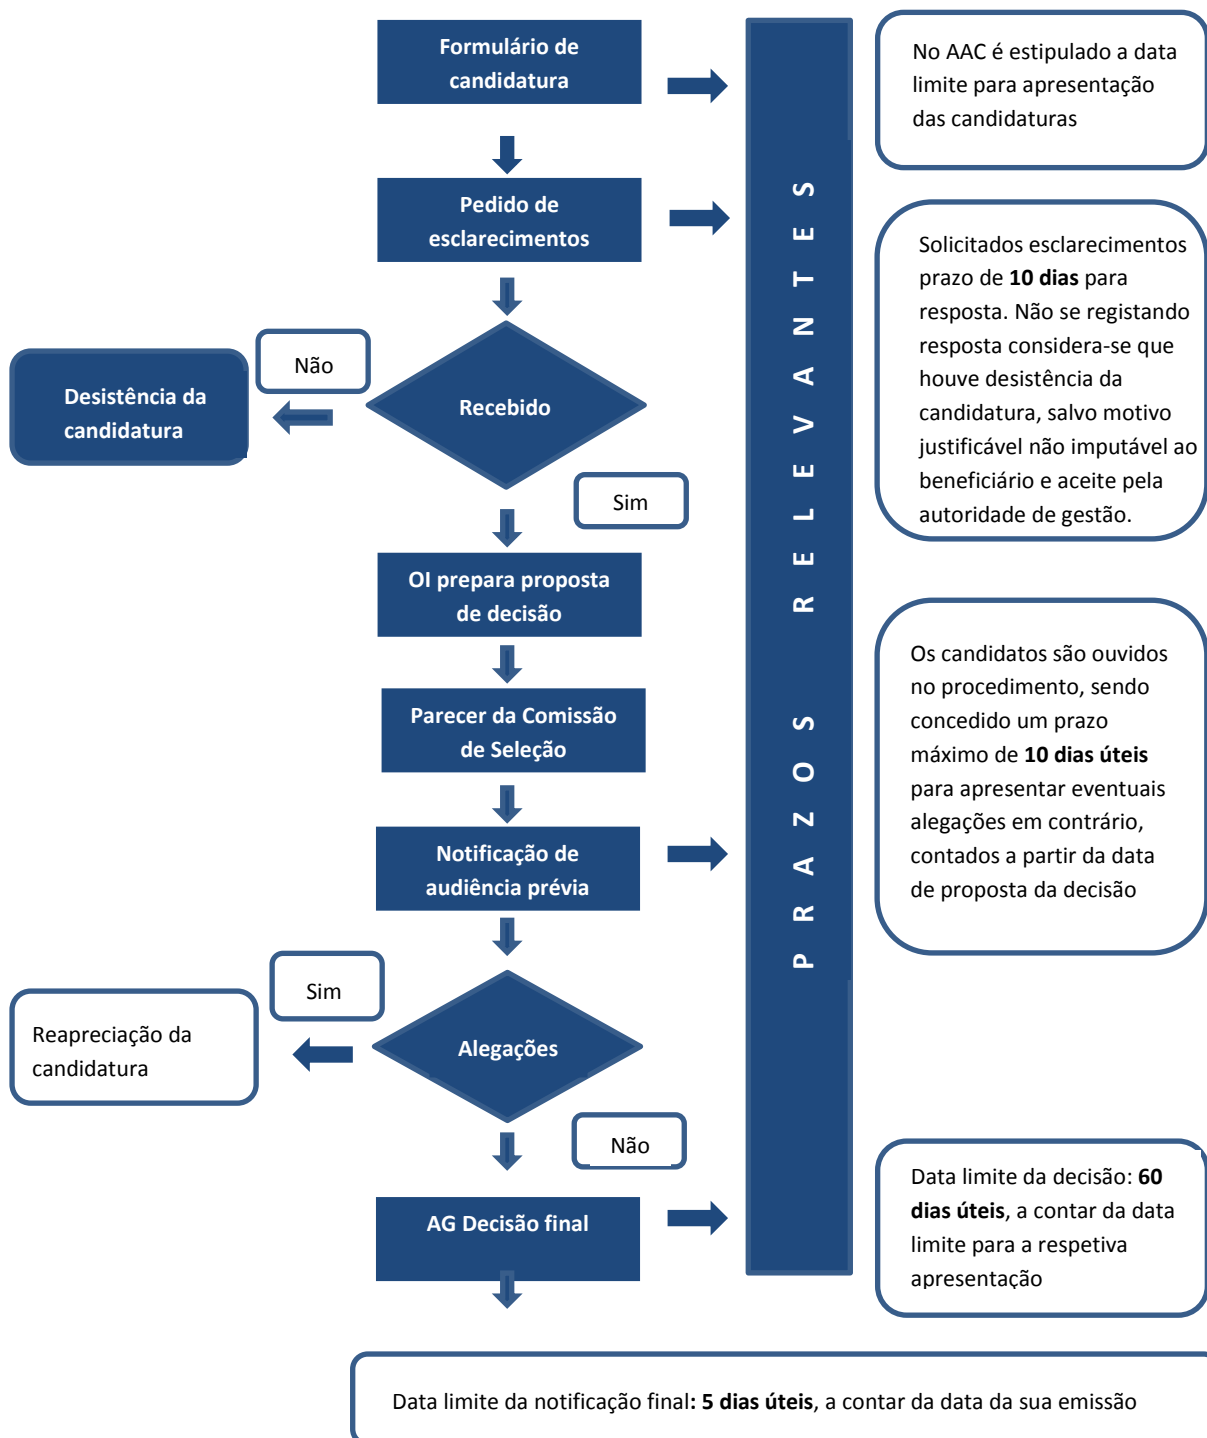 Formulário de
candidatura
No AAC é estipulado a data
limite para apresentação
das candidaturas
Pedido de
esclarecimentos
Solicitados esclarecimentos
prazo de 10 dias para
resposta. Não se registando
resposta considera-se que
houve desistência da
candidatura, salvo motivo
justificável não imputável ao
beneficiário e aceite pela
autoridade de gestão.
Não
Desistência da
candidatura
Recebido
Sim
OI prepara proposta
de decisão
Parecer da Comissão
de Seleção
Notificação de
audiência prévia
Os candidatos são ouvidos
no procedimento, sendo
concedido um prazo
máximo de 10 dias úteis
para apresentar eventuais
alegações em contrário,
contados a partir da data
de proposta da decisão
PRAZOS RELEVANTES
Sim
Reapreciação da
candidatura
Alegações
Não
AG Decisão final
Data limite da decisão: 60
dias úteis, a contar da data
limite para a respetiva
apresentação
Data limite da notificação final: 5 dias úteis, a contar da data da sua emissão